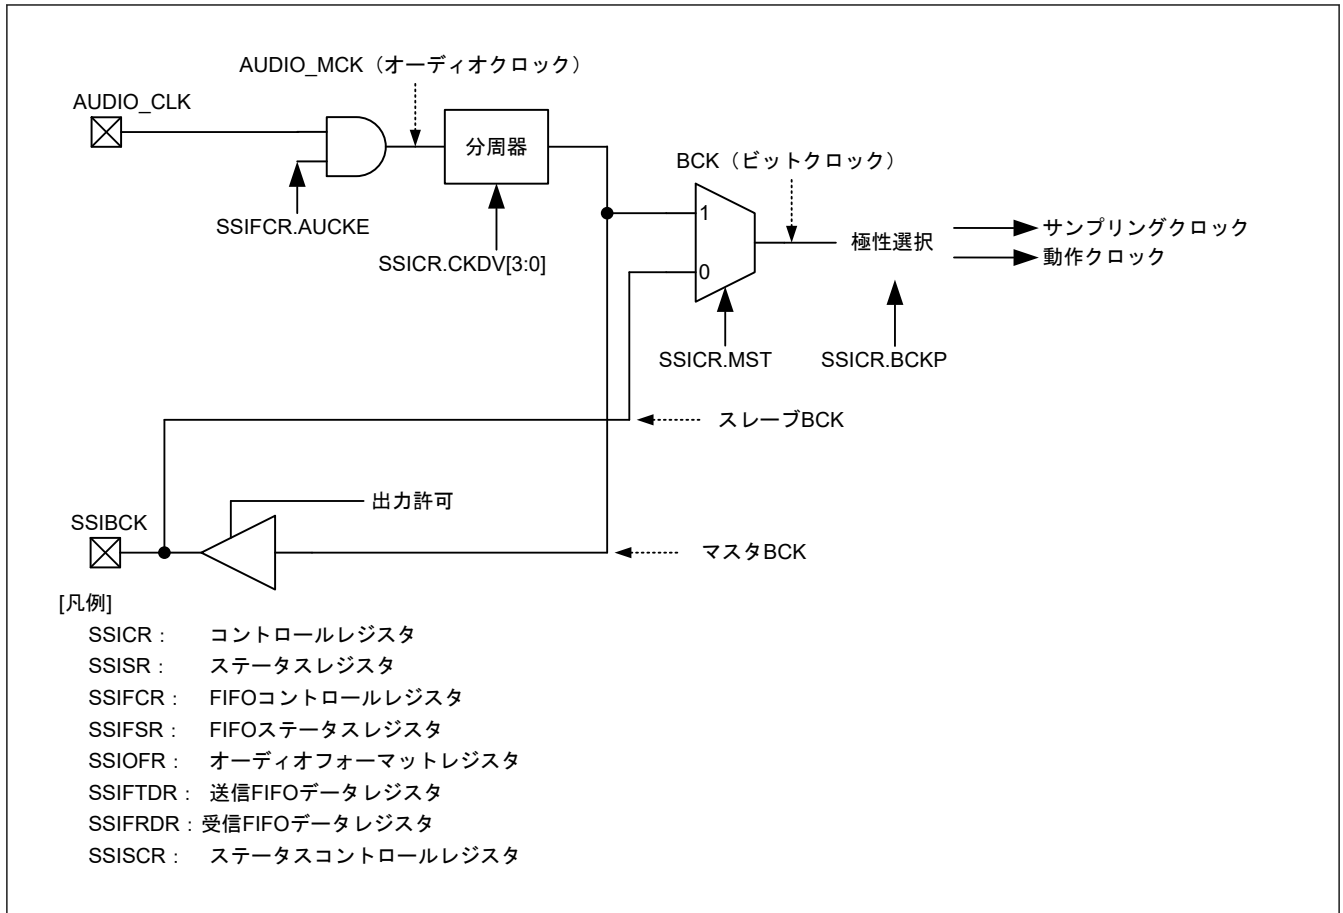 AUDIO_MCK（オーディオクロック）
AUDIO_CLK
分周器
BCK（ビットクロック）
SSIFCR.AUCKE
SSICR.CKDV[3:0]
1
0
極性選択
サンプリングクロック
動作クロック
SSICR.MST
SSICR.BCKP
スレーブBCK
出力許可
SSIBCK
マスタBCK
[凡例]
SSICR： コントロールレジスタ
SSISR： ステータスレジスタ
SSIFCR： FIFOコントロールレジスタ
SSIFSR： FIFOステータスレジスタ
SSIOFR： オーディオフォーマットレジスタ
SSIFTDR： 送信FIFOデータレジスタ
SSIFRDR：受信FIFOデータレジスタ
SSISCR： ステータスコントロールレジスタ